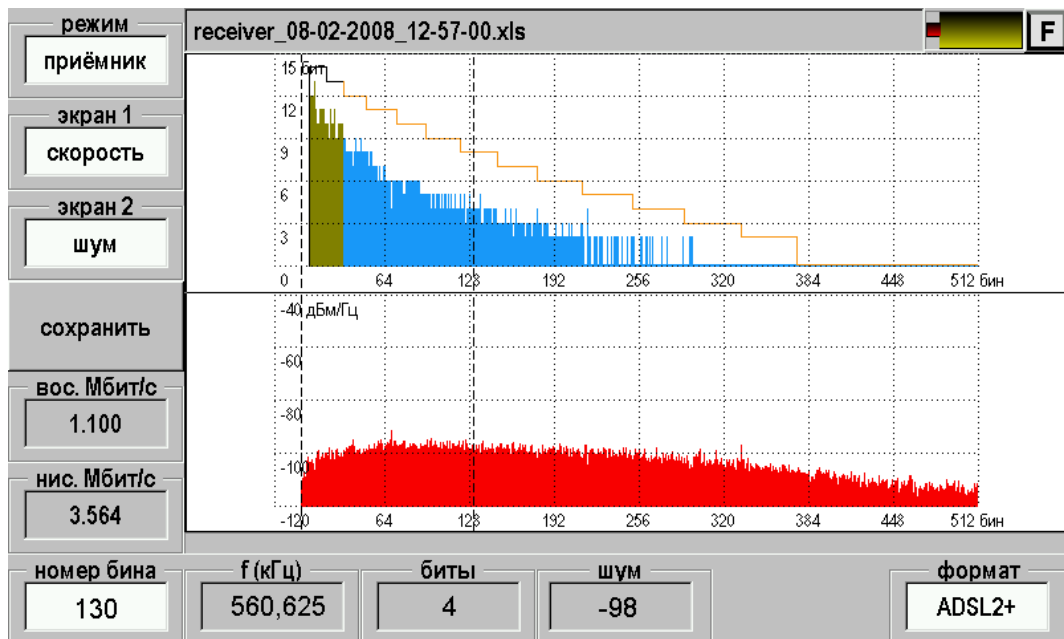 режим
приёмник
receiver_08-02-2008_12-57-00.xls
F
экран 1
скорость
экран 2
шум
сохранить
вос. Мбит/с
1.100
нис. Мбит/с
3.564
15 бит
12
9
6
3
0 64 128 192 256 320 384 448 512 бин
-40 дБм/Гц
-60
-80
-100
-120 64 128 192 256 320 384 448 512 бин
номер бина
130
f (кГц)
560,625
биты
4
шум
-98
формат
ADSL2+